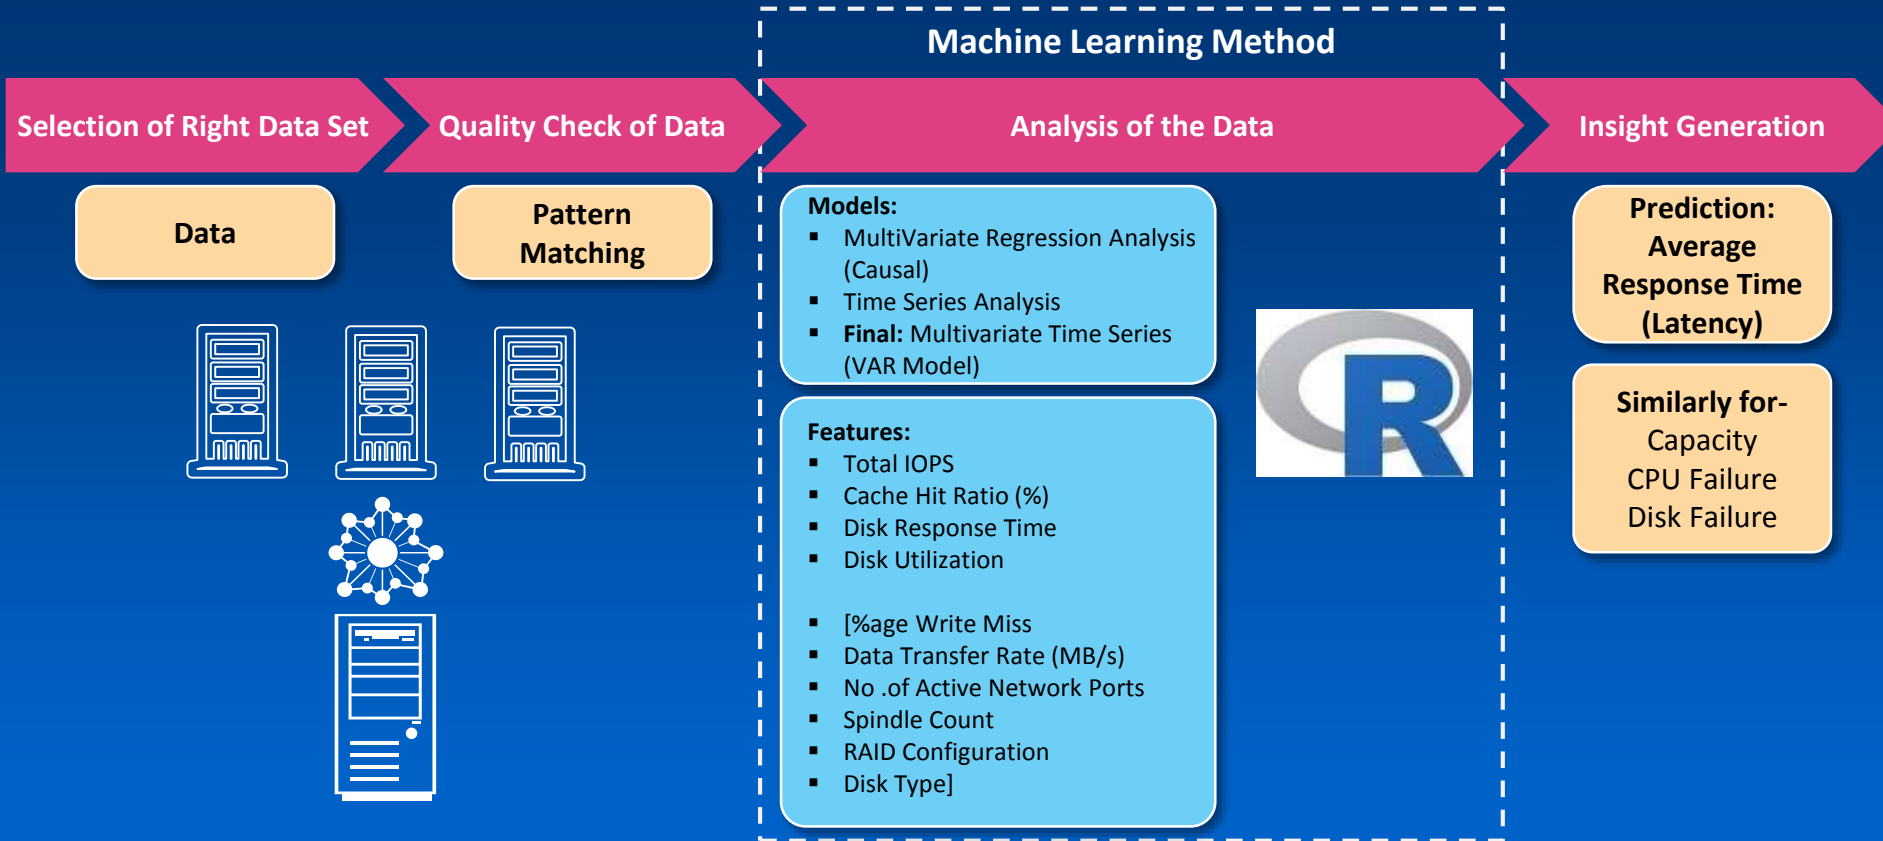 Machine Learning Method
Selection of Right Data Set
Quality Check of Data
Analysis of the Data
Insight Generation
Data
Pattern
Matching
Models:
▪ MultiVariate Regression Analysis
(Causal)
▪ Time Series Analysis
▪ Final: Multivariate Time Series
(VAR Model)
Features:
▪ Total IOPS
▪ Cache Hit Ratio (%)
▪ Disk Response Time
▪ Disk Utilization
▪ [%age Write Miss
▪ Data Transfer Rate (MB/s)
▪ No .of Active Network Ports
▪ Spindle Count
▪ RAID Configuration
▪ Disk Type]
R
Prediction:
Average
Response Time
(Latency)
Similarly for-
Capacity
CPU Failure
Disk Failure